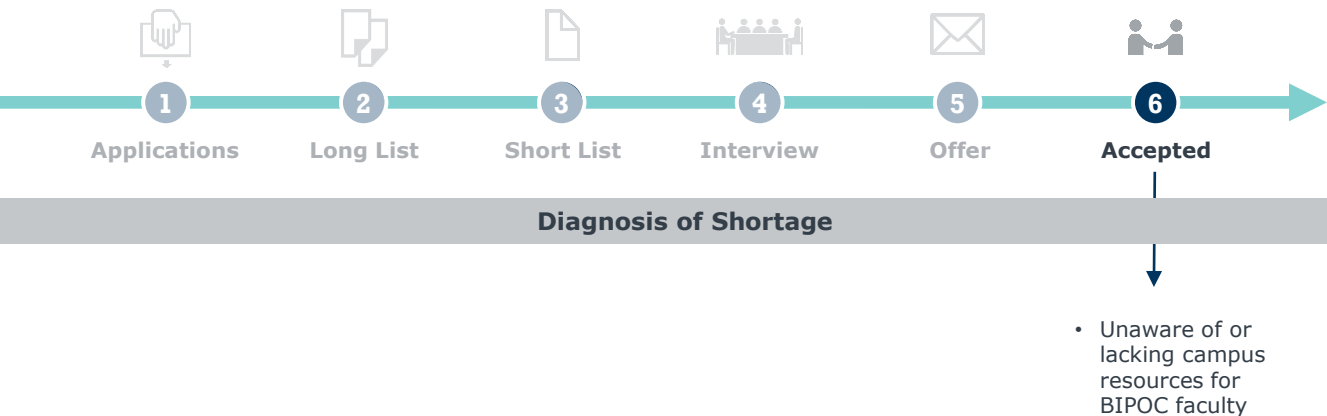 1 2 3 4 5 6
Applications Long List Short List Interview Offer Accepted
Diagnosis of Shortage
• Unaware of or
lacking campus
resources for
BIPOC faculty